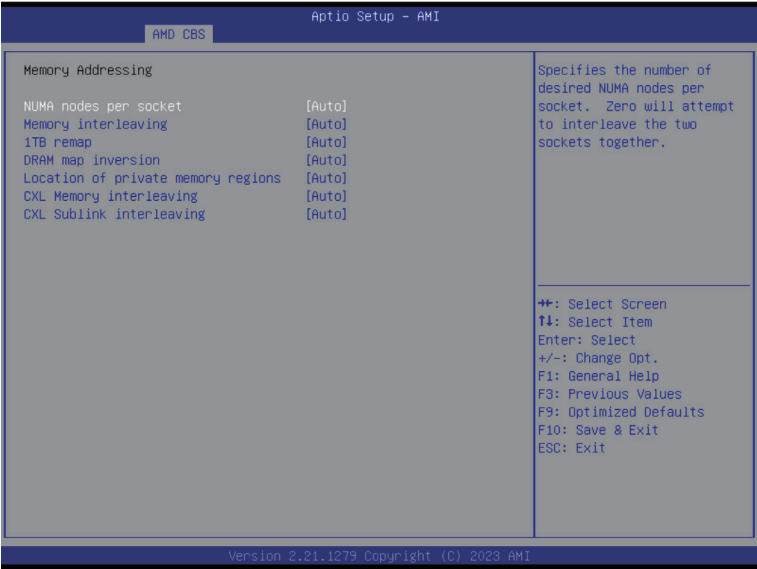 Aptio Setup – AMI
AMD CBS
Memory Addressing
NUMA nodes per socket [Auto]
Memory interleaving [Auto]
1TB remap [Auto]
DRAM map inversion [Auto]
Location of private memory regions [Auto]
CXL Memory interleaving [Auto]
CXL Sublink interleaving [Auto]
Specifies the number of
desired NUMA nodes per
socket. Zero will attempt
to interleave the two
sockets together.
→←: Select Screen
↑↓: Select Item
Enter: Select
+/-: Change Opt.
F1: General Help
F3: Previous Values
F9: Optimized Defaults
F10: Save & Exit
ESC: Exit
Version 2.21.1279 Copyright (C) 2023 AMI